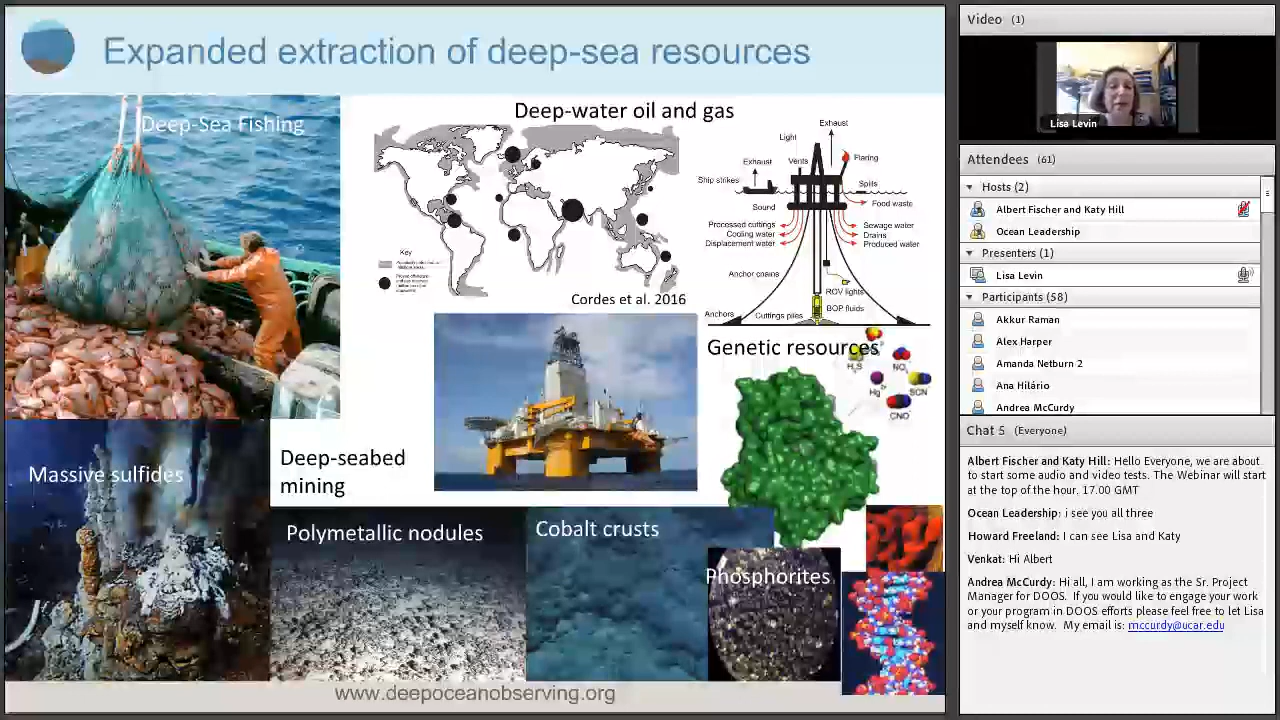 Expanded extraction of deep-sea resources
Deep-Sea Fishing
Deep-water oil and gas
Key
Cordes et al. 2016
Exhaust
Light
Exhaust
Vents
Flaring
Ship strikes
Spills
Food waste
Sound
Processed cuttings
Cooling water
Displacement water
Sewage water
Drains
Produced water
Anchor chains
ROV lights
BOP fluids
Anchors
Cuttings piles
Genetic resources
H₂S
NO
Hg
SCN
CNO
Massive sulfides
Deep-seabed
mining
Polymetallic nodules
Cobalt crusts
Phosphorites
www.deepoceanobserving.org
Video (1)
Lisa Levin
Attendees (61)
Hosts (2)
Albert Fischer and Katy Hill
Ocean Leadership
Presenters (1)
Lisa Levin
Participants (58)
Akkur Raman
Alex Harper
Amanda Netburn 2
Ana Hilário
Andrea McCurdy
Chat 5 (Everyone)
Albert Fischer and Katy Hill: Hello Everyone, we are about
to start some audio and video tests. The Webinar will start
at the top of the hour. 17.00 GMT
Ocean Leadership: i see you all three
Howard Freeland: I can see Lisa and Katy
Venkat: Hi Albert
Andrea McCurdy: Hi all, I am working as the Sr. Project
Manager for DOOS. If you would like to engage your work
or your program in DOOS efforts please feel free to let Lisa
and myself know. My email is: mccurdy@ucar.edu